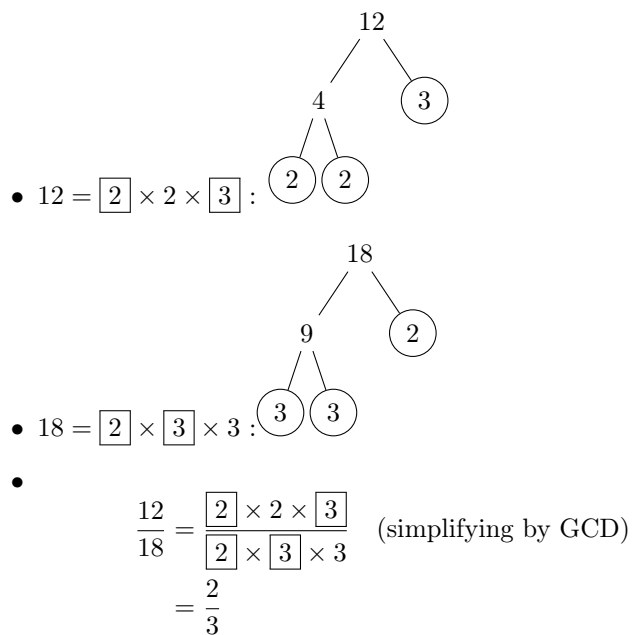 12
4 3
2 2
• 12 = 2 × 2 × 3 :
18
9 2
3 3
• 18 = 2 × 3 × 3 :
•
12/18 = (2 × 2 × 3)/(2 × 3 × 3) (simplifying by GCD)
= 2/3